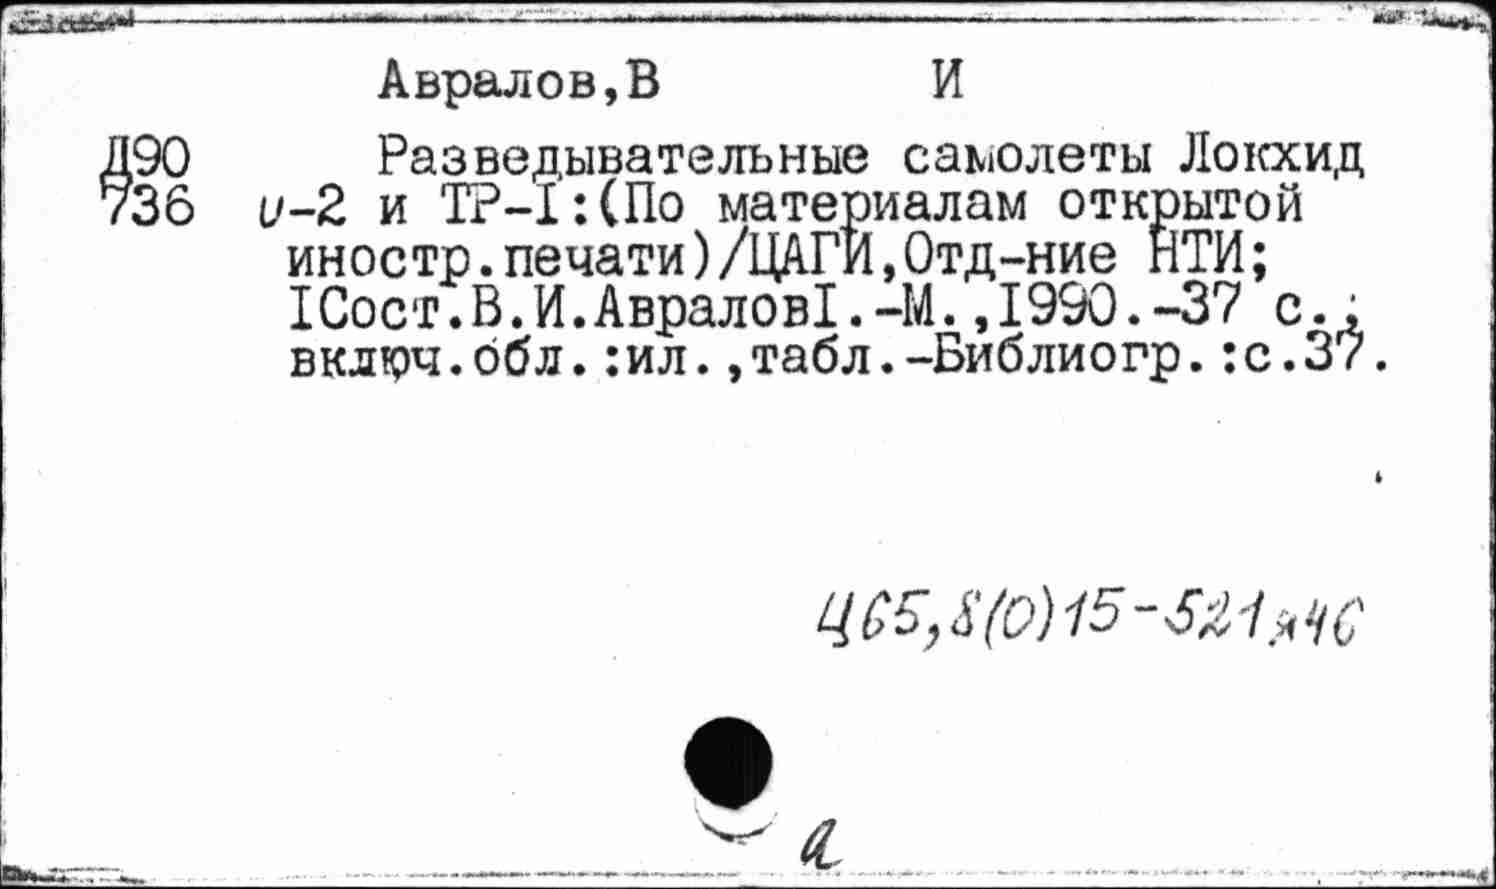 Авралов,В И
Д90 Разведывательные самолеты Локхид
736 U-2 и ТР-I:(По материалам открытой
иностр.печати)/ЦАГИ,Отд-ние НТИ;
IСост.В.И.АвраловI.-М.,I990.-37 с.;
включ.обл.:ил.,табл.-Библиогр.:с.37.
Ц65,8(0)15-521я46
а